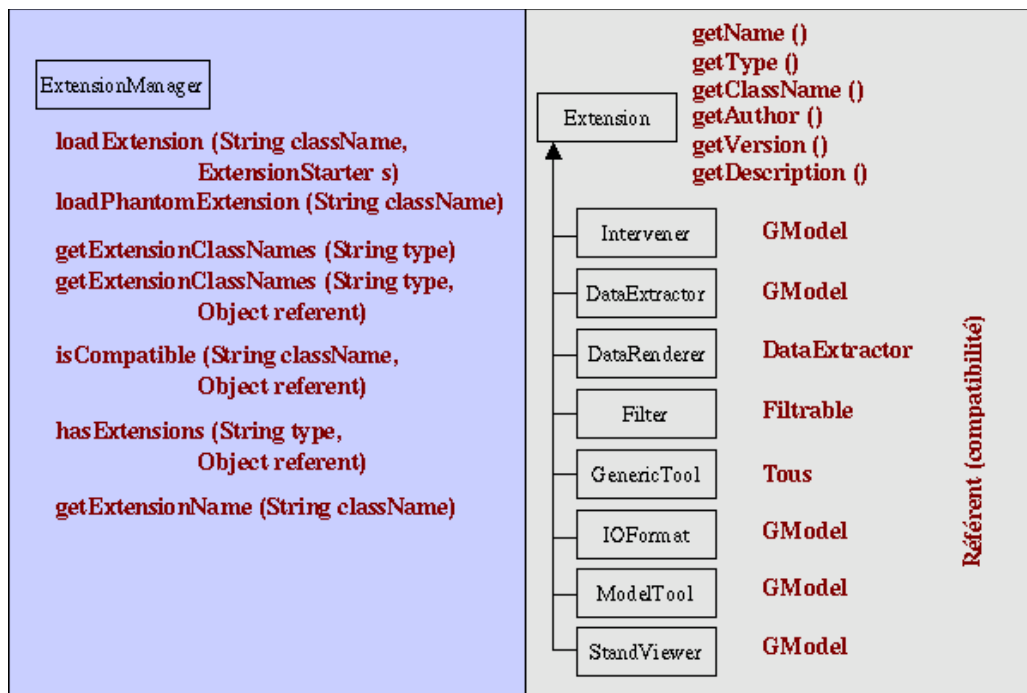 ExtensionManager
loadExtension (String className,
ExtensionStarter s)
loadPhantomExtension (String className)
getExtensionClassNames (String type)
getExtensionClassNames (String type,
Object referent)
isCompatible (String className,
Object referent)
hasExtensions (String type,
Object referent)
getExtensionName (String className)
getName ()
getType ()
getClassName ()
getAuthor ()
getVersion ()
getDescription ()
Extension
Intervener GModel
DataExtractor GModel
DataRenderer DataExtractor
Filter Filtrable
GenericTool Tous
IOFormat GModel
ModelTool GModel
StandViewer GModel
Référent (compatibilité)